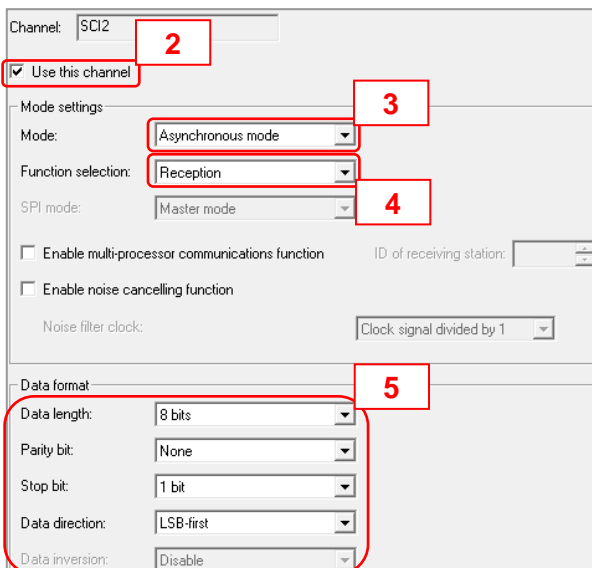 Channel: SCI2
2
Use this channel
Mode settings
3
Mode: Asynchronous mode
Function selection: Reception
SPI mode: Master mode
4
Enable multi-processor communications function ID of receiving station:
Enable noise cancelling function
Noise filter clock: Clock signal divided by 1
Data format
5
Data length: 8 bits
Parity bit: None
Stop bit: 1 bit
Data direction: LSB-first
Data inversion: Disable